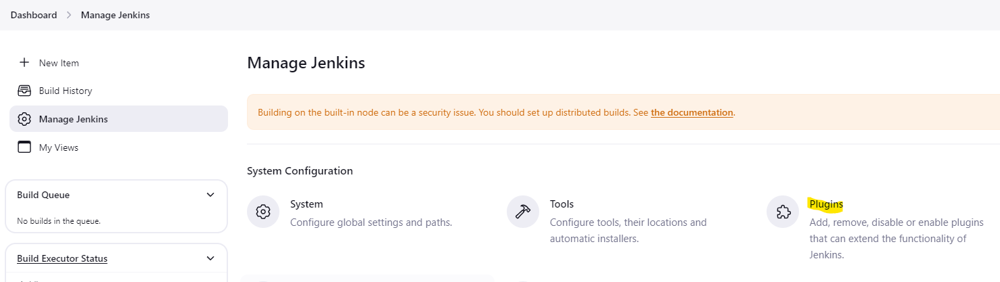 Dashboard > Manage Jenkins
New Item
Build History
Manage Jenkins
My Views
Build Queue
No builds in the queue.
Build Executor Status
Manage Jenkins
Building on the built-in node can be a security issue. You should set up distributed builds. See the documentation.
System Configuration
System
Configure global settings and paths.
Tools
Configure tools, their locations and
automatic installers.
Plugins
Add, remove, disable or enable plugins
that can extend the functionality of
Jenkins.